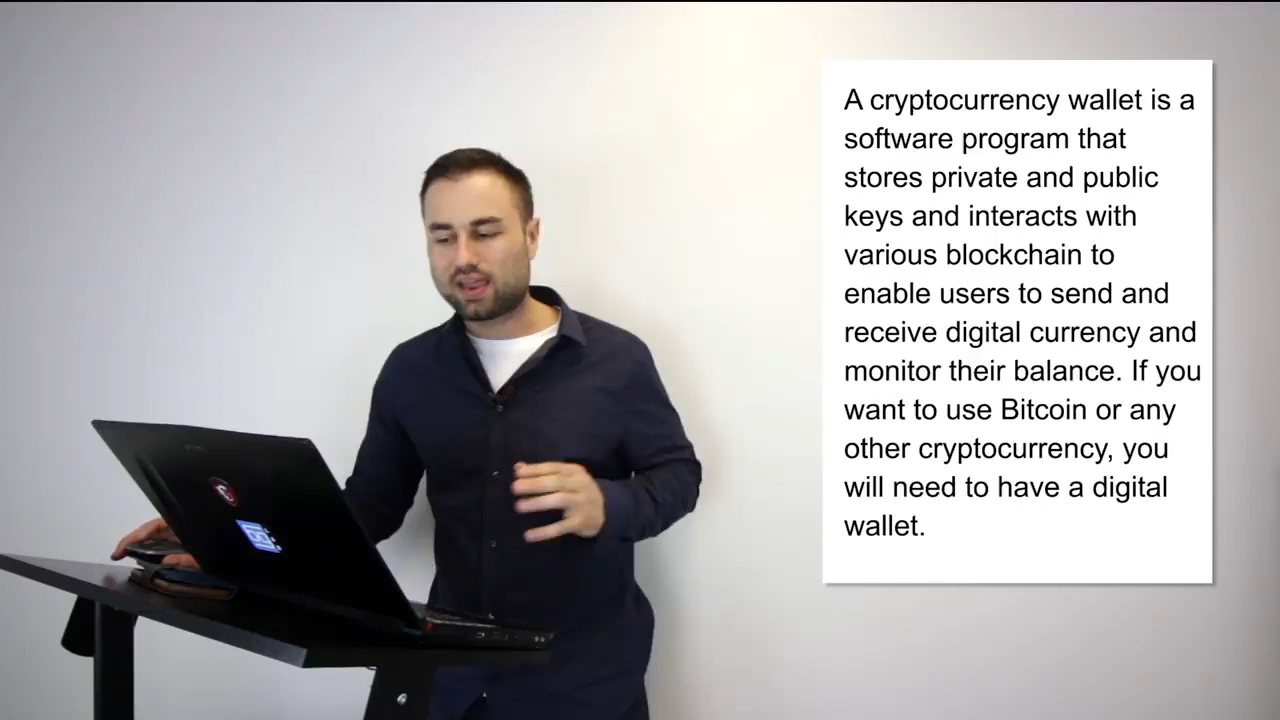 A cryptocurrency wallet is a
software program that
stores private and public
keys and interacts with
various blockchain to
enable users to send and
receive digital currency and
monitor their balance. If you
want to use Bitcoin or any
other cryptocurrency, you
will need to have a digital
wallet.